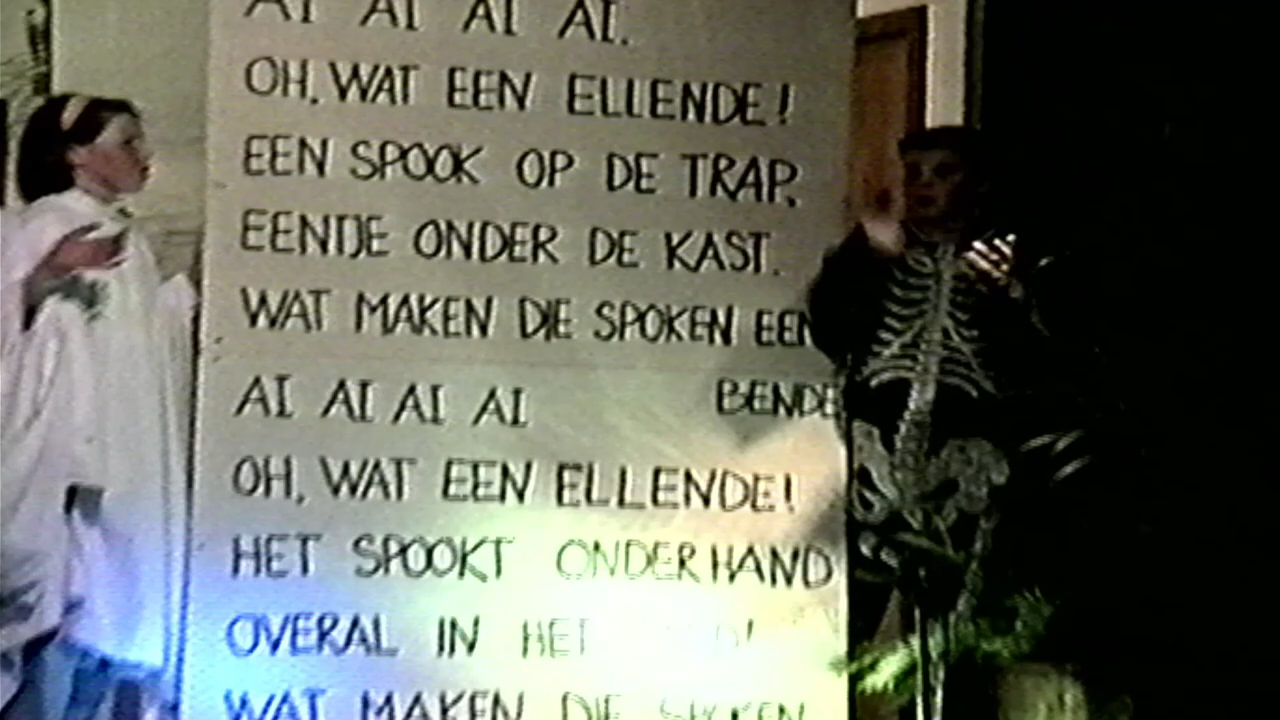 AI AI AI AI.
OH, WAT EEN ELLENDE!
EEN SPOOK OP DE TRAP.
EENTJE ONDER DE KAST.
WAT MAKEN DIE SPOKEN EEN
BENDE
AI AI AI AI
OH, WAT EEN ELLENDE!
HET SPOOKT ONDERHAND
OVERAL IN HET
WAT MAKEN DIE SPOKEN